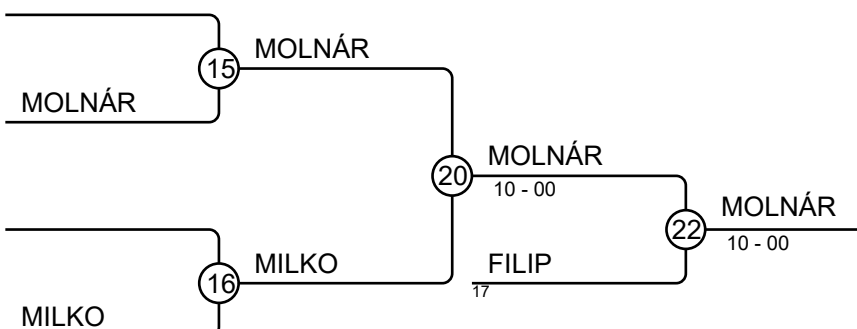 MOLNÁR
15
MOLNÁR
MOLNÁR
20
10 - 00
MOLNÁR
22
10 - 00
MILKO
16
FILIP
17
MILKO